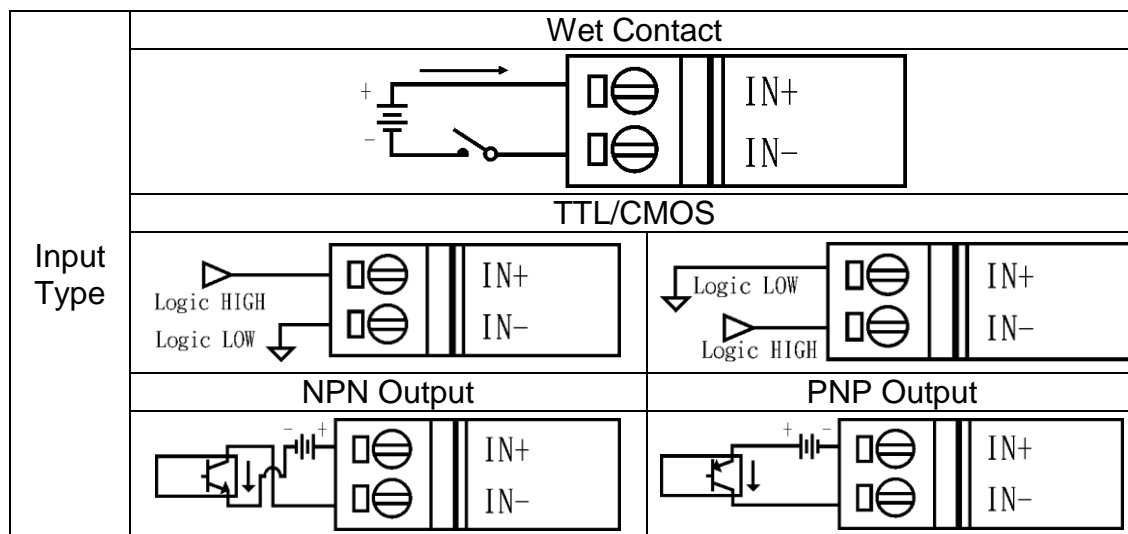 Wet Contact
+
-
IN+
IN-
Input
Type
TTL/CMOS
Logic HIGH
Logic LOW
IN+
IN-
Logic LOW
Logic HIGH
IN+
IN-
NPN Output
PNP Output
- +
IN+
IN-
+ -
IN+
IN-